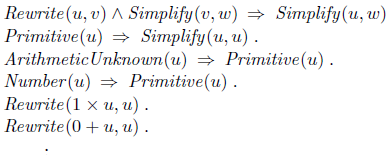 Rewrite(u, v) ∧ Simplify(v, w) ⇒ Simplify(u, w)
Primitive(u) ⇒ Simplify(u, u) .
ArithmeticUnknown(u) ⇒ Primitive(u) .
Number(u) ⇒ Primitive(u) .
Rewrite(1 × u, u) .
Rewrite(0 + u, u) .
.